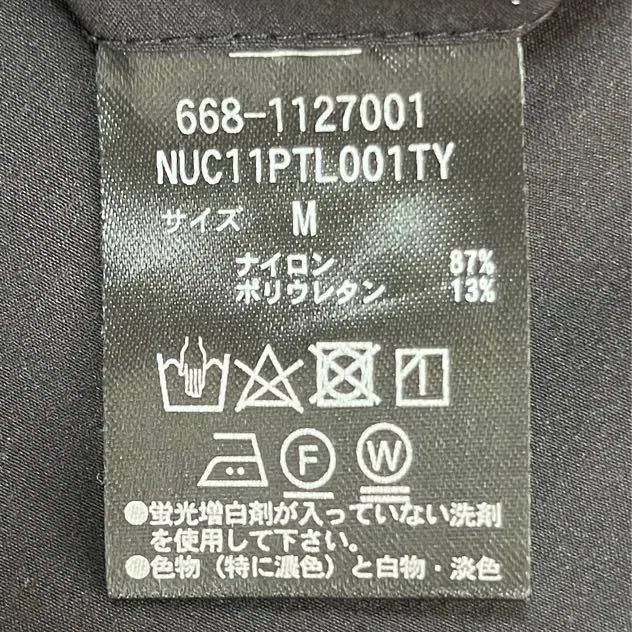 668-1127001
NUC11PTL001TY
サイズ M
ナイロン 87%
ポリウレタン 13%
F W
●蛍光増白剤が入っていない洗剤
を使用して下さい。
●色物（特に濃色）と白物・淡色